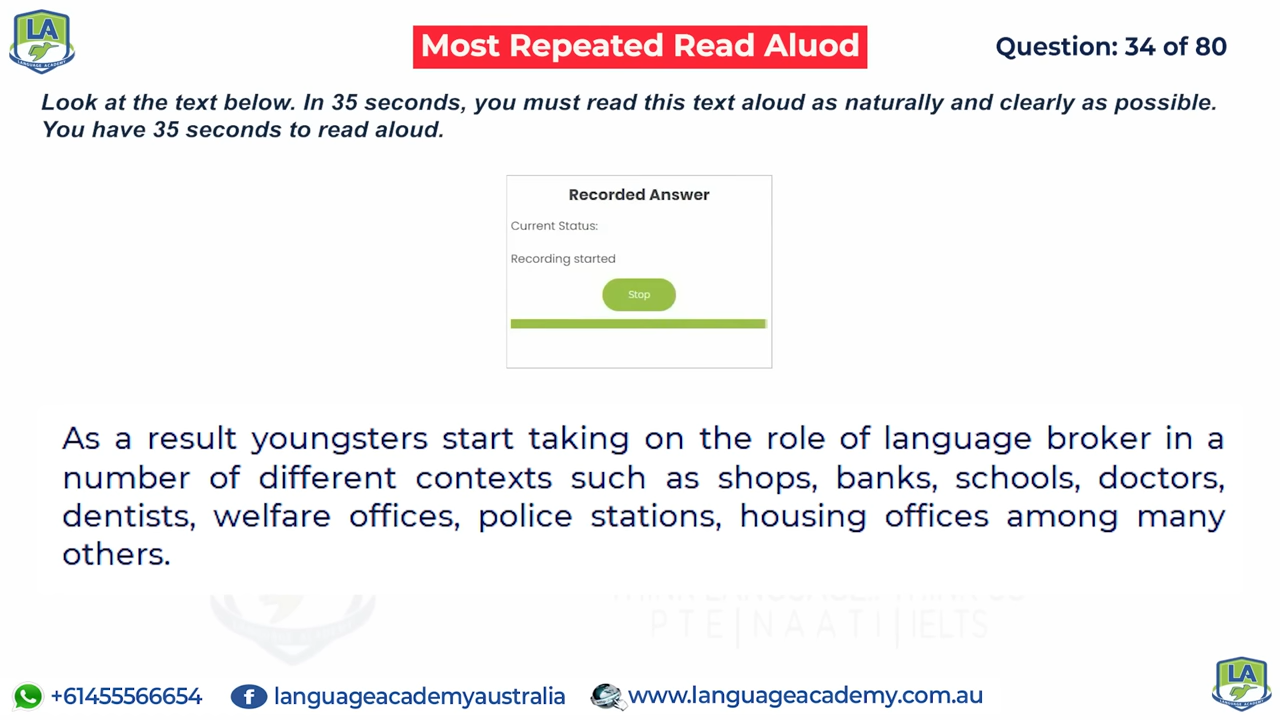 LA
LANGUAGE ACADEMY
Most Repeated Read Aluod
Question: 34 of 80
Look at the text below. In 35 seconds, you must read this text aloud as naturally and clearly as possible.
You have 35 seconds to read aloud.
Recorded Answer
Current Status:
Recording started
Stop
As a result youngsters start taking on the role of language broker in a
number of different contexts such as shops, banks, schools, doctors,
dentists, welfare offices, police stations, housing offices among many
others.
PTE|NAATI|IELTS
+61455566654
languageacademyaustralia
www.languageacademy.com.au
LA